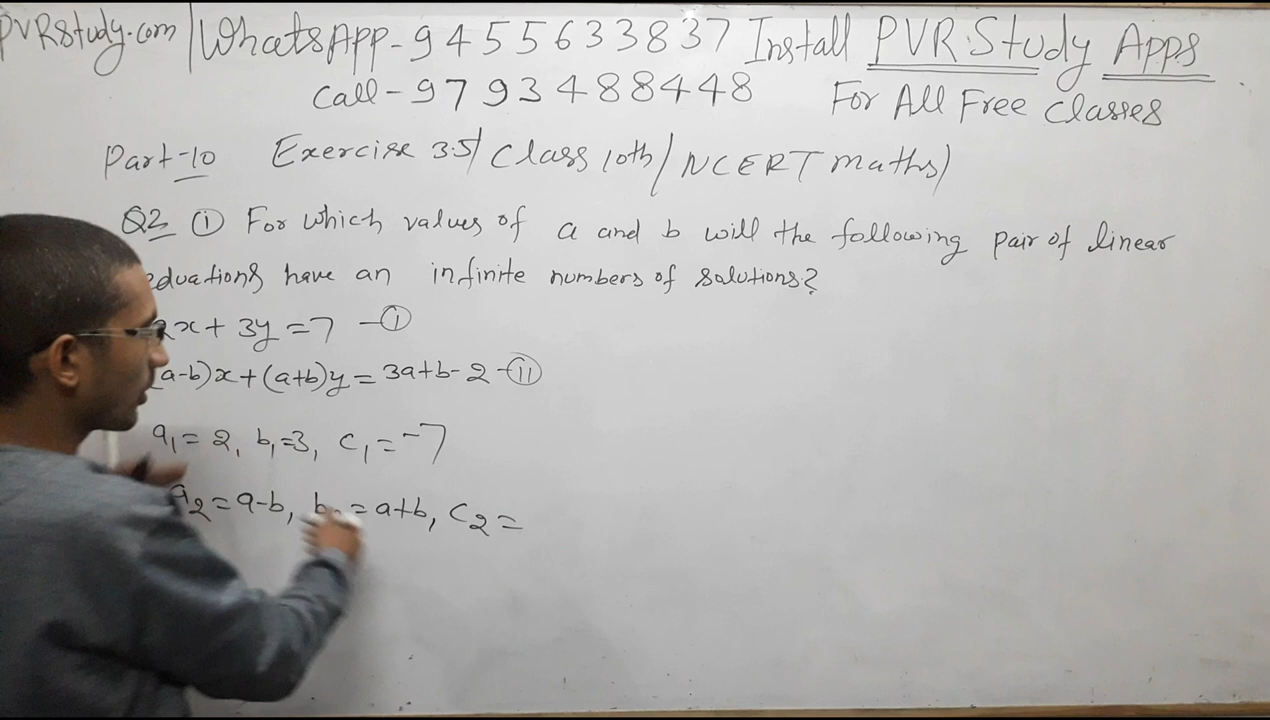 PVRStudy.com | WhatsApp-9455633837 Install PVR.Study Apps
Call-9793488448 For All Free Classes
Part-10 Exercise 3.5/ Class 10th/ NCERT maths)
Q2 (i) For which values of a and b will the following pair of linear
eduations have an infinite numbers of solutions?
2x + 3y = 7 -(i)
(a-b)x + (a+b)y = 3a+b-2 -(ii)
a₁ = 2, b₁=3, c₁ = -7
a₂ = a-b, b₂ = a+b, c₂ =